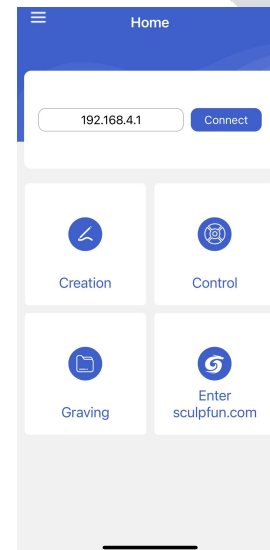 Home
192.168.4.1
Connect
Creation
Control
Graving
Enter
sculpfun.com